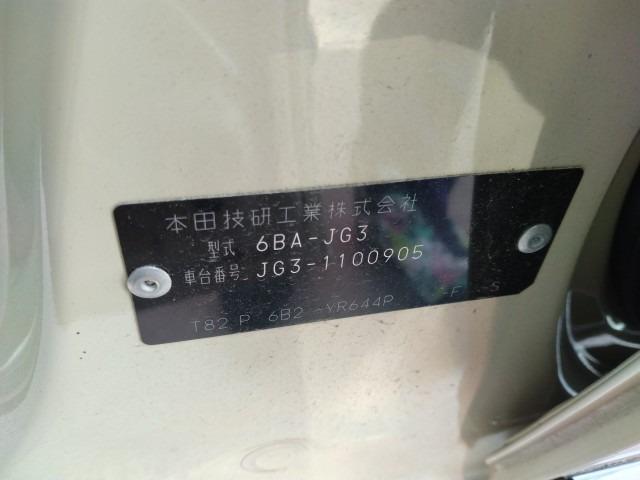 本田技研工業株式会社
型式 6BA-JG3
車台番号 JG3-1100905
T82 P 6B2 -YR644P -F S